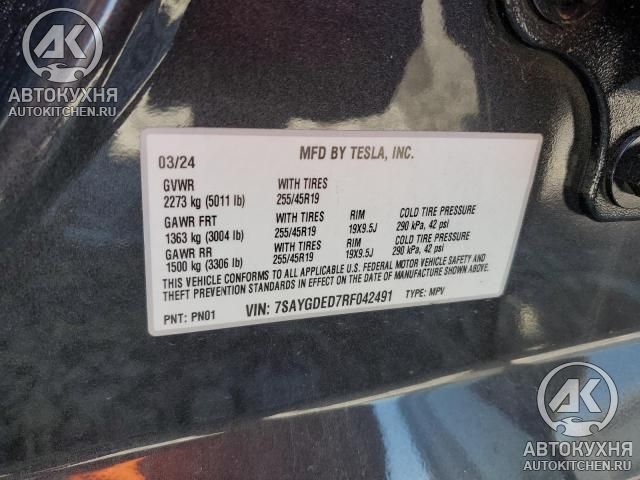 AK
АВТОКУХНЯ
AUTOKITCHEN.RU
03/24 MFD BY TESLA, INC.
GVWR WITH TIRES
2273 kg (5011 lb) 255/45R19
GAWR FRT WITH TIRES RIM COLD TIRE PRESSURE
1363 kg (3004 lb) 255/45R19 19X9.5J 290 kPa, 42 psi
GAWR RR WITH TIRES RIM COLD TIRE PRESSURE
1500 kg (3306 lb) 255/45R19 19X9.5J 290 kPa, 42 psi
THIS VEHICLE CONFORMS TO ALL APPLICABLE U.S. FEDERAL MOTOR VEHICLE SAFETY AND
THEFT PREVENTION STANDARDS IN EFFECT ON THE DATE OF MANUFACTURE SHOWN ABOVE.
PNT: PN01 VIN: 7SAYGDED7RF042491 TYPE: MPV
AK
АВТОКУХНЯ
AUTOKITCHEN.RU